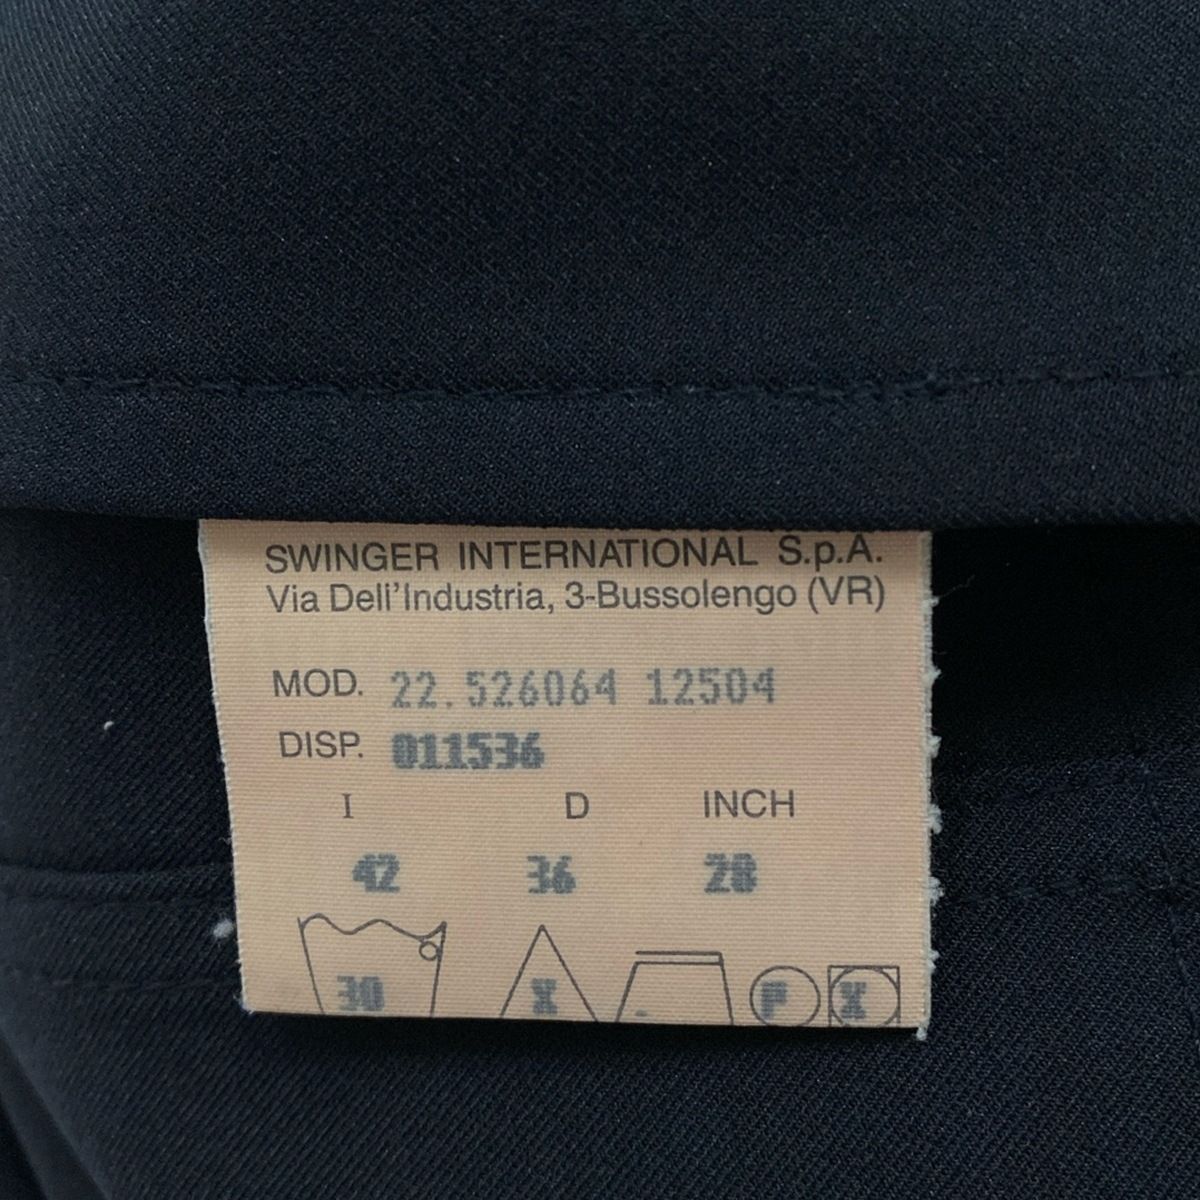 SWINGER INTERNATIONAL S.p.A.
Via Dell'Industria, 3-Bussolengo (VR)
MOD. 22.526064 12504
DISP. 011536
I D INCH
42 36 28
30 X P X